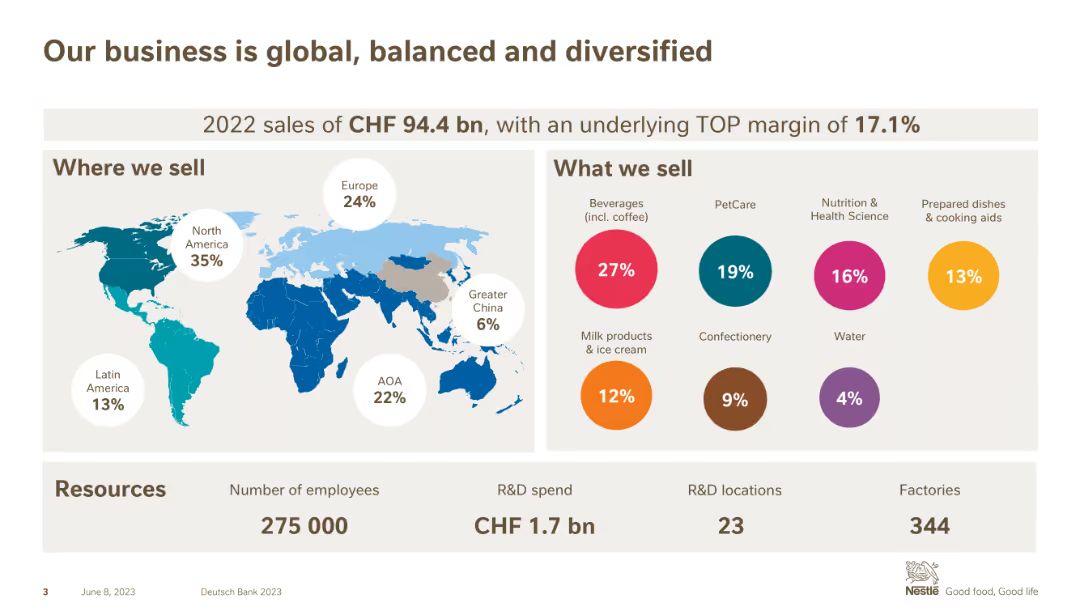 Our business is global, balanced and diversified
2022 sales of CHF 94.4 bn, with an underlying TOP margin of 17.1%
Where we sell
Europe
24%
North
America
35%
Greater
China
6%
Latin
America
13%
AOA
22%
What we sell
Beverages
(incl. coffee)
27%
PetCare
19%
Nutrition &
Health Science
16%
Prepared dishes
& cooking aids
13%
Milk products
& ice cream
12%
Confectionery
9%
Water
4%
Resources
Number of employees
275 000
R&D spend
CHF 1.7 bn
R&D locations
23
Factories
344
3 June 8, 2023 Deutsch Bank 2023
Nestlé Good food, Good life